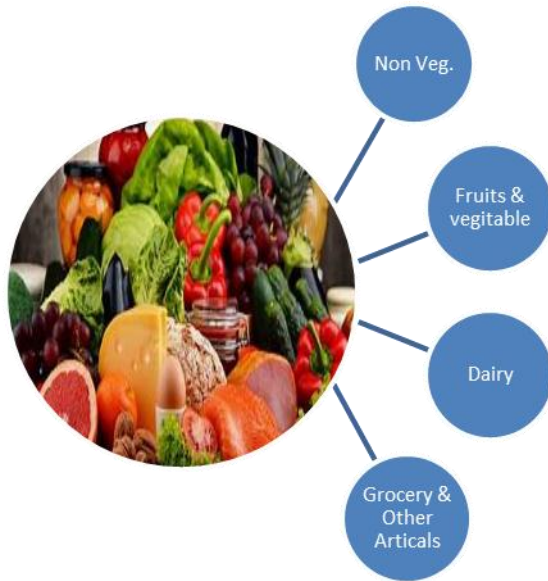 Non Veg.
Fruits &
vegitable
Dairy
Grocery &
Other
Articals